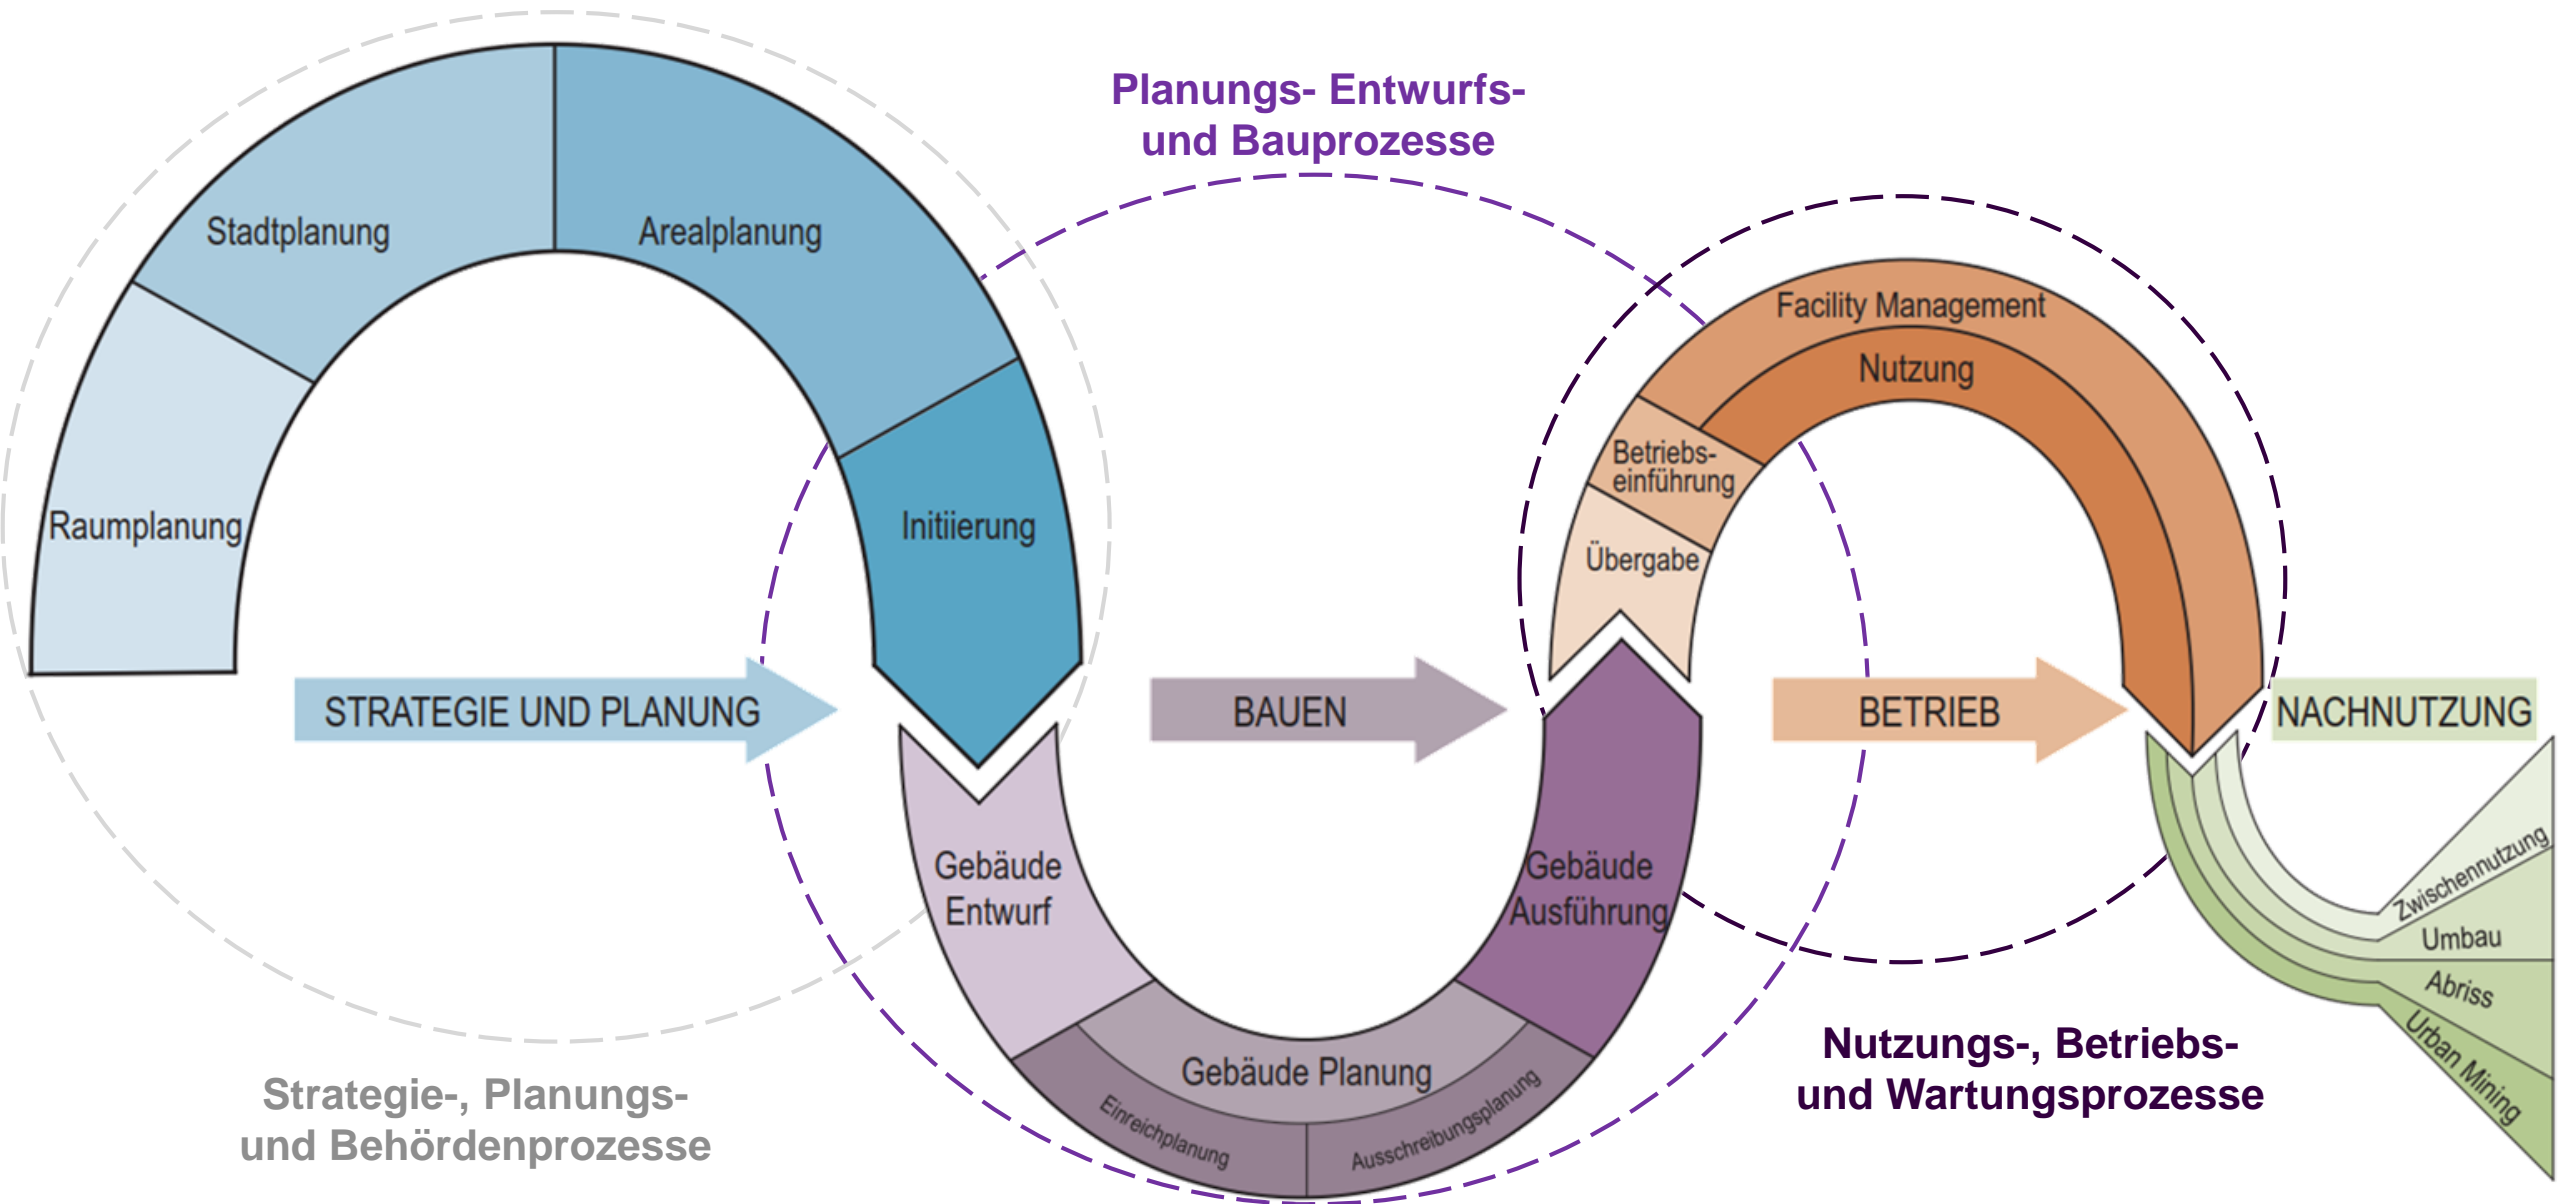 Planungs- Entwurfs-
und Bauprozesse
Stadtplanung
Arealplanung
Raumplanung
Initiierung
Facility Management
Nutzung
Betriebs-
einführung
Übergabe
STRATEGIE UND PLANUNG
BAUEN
BETRIEB
NACHNUTZUNG
Gebäude
Entwurf
Gebäude
Ausführung
Gebäude Planung
Einreichplanung
Ausschreibungsplanung
Zwischennutzung
Umbau
Abriss
Urban Mining
Strategie-, Planungs-
und Behördenprozesse
Nutzungs-, Betriebs-
und Wartungsprozesse